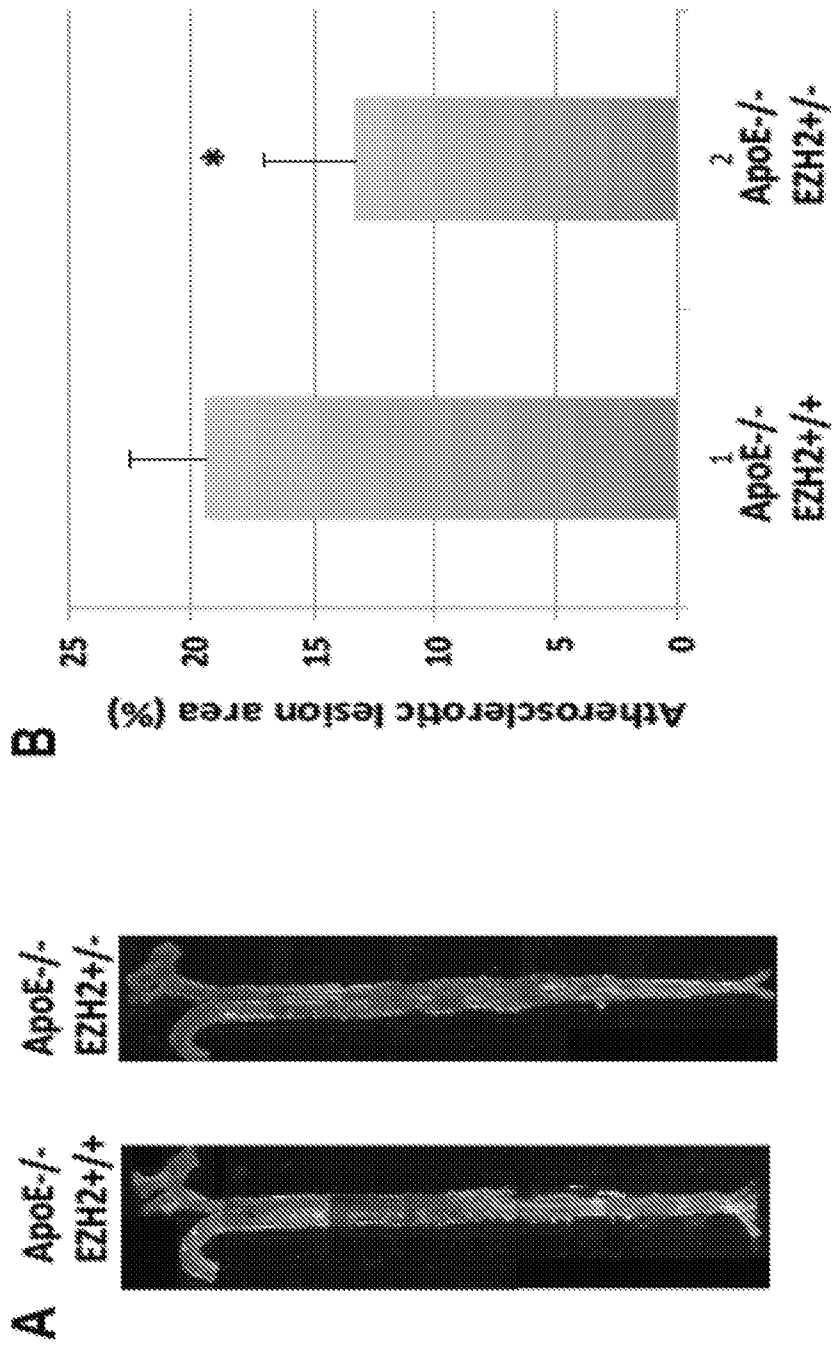 A
ApoE-/-
EZH2+/+
ApoE-/-
EZH2+/-
B
Atherosclerotic lesion area (%)
25
20
15
10
5
0
*
1
ApoE-/-
EZH2+/+
2
ApoE-/-
EZH2+/-